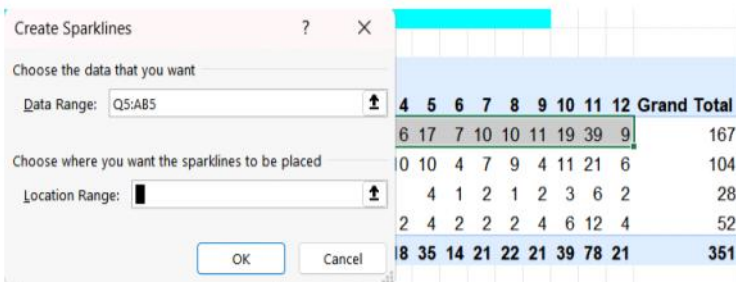 Create Sparklines ? ×
Choose the data that you want
Data Range: Q5:AB5
4 5 6 7 8 9 10 11 12 Grand Total
6 17 7 10 10 11 19 39 9 167
Choose where you want the sparklines to be placed
10 10 4 7 9 4 11 21 6 104
Location Range:
4 1 2 1 2 3 6 2 28
2 4 2 2 2 4 6 12 4 52
OK Cancel
18 35 14 21 22 21 39 78 21 351